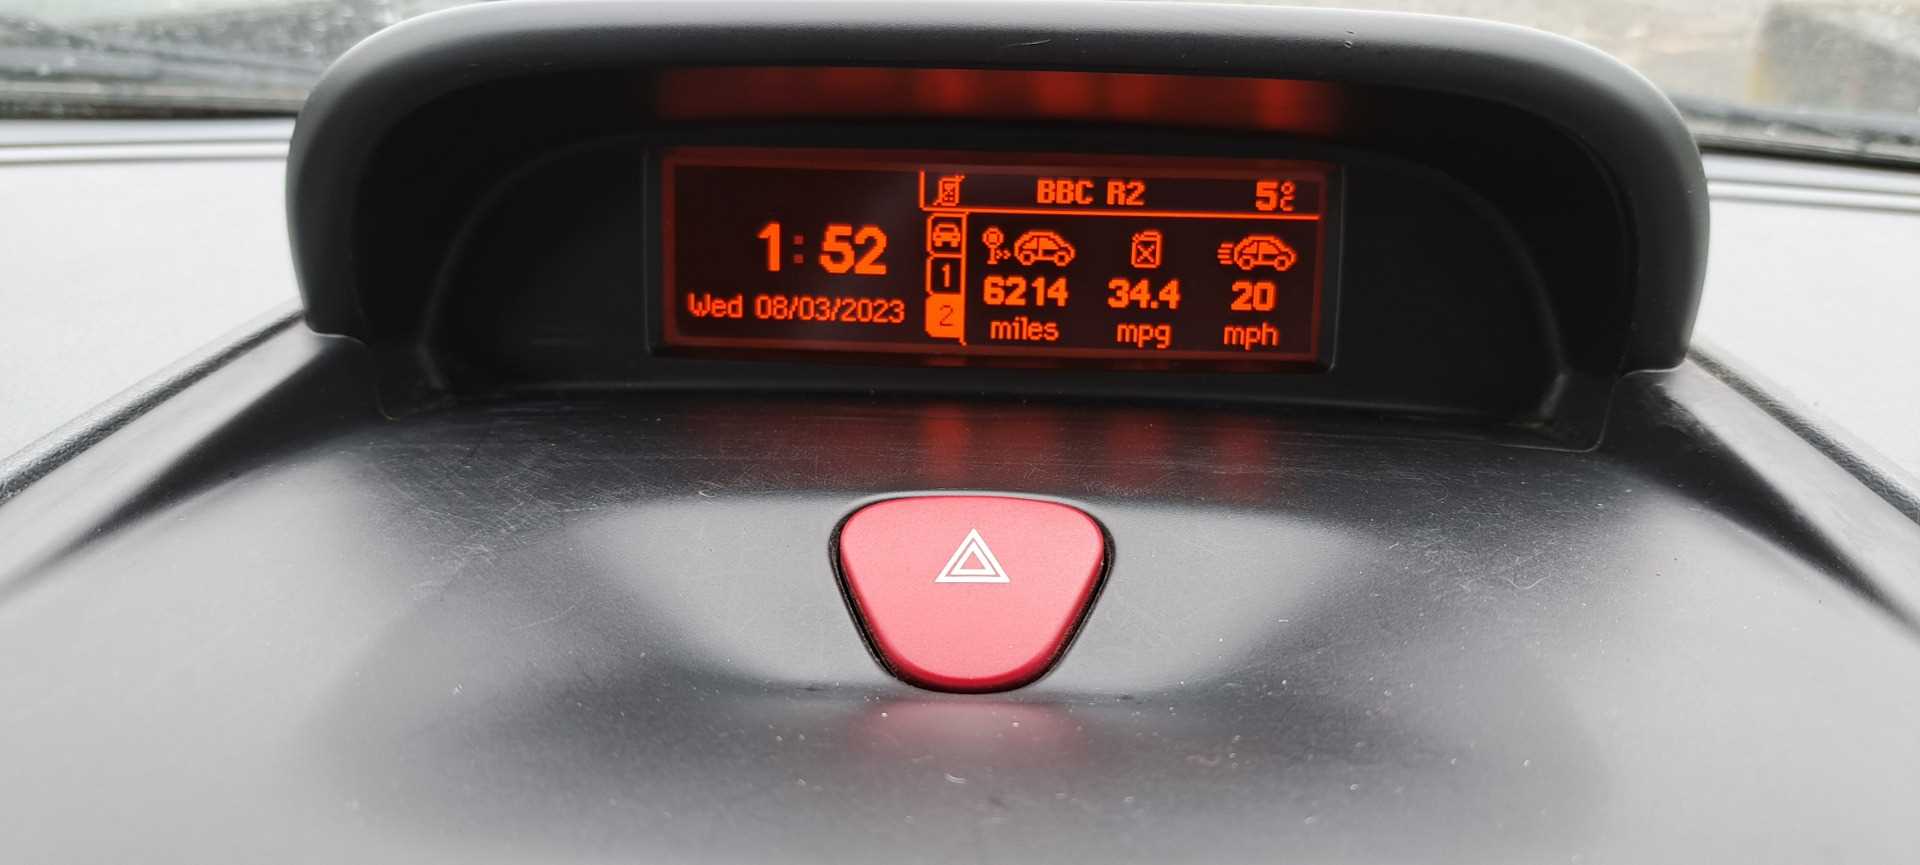 BBC R2 5°C
1:52
Wed 08/03/2023
1
2
6214 34.4 20
miles mpg mph